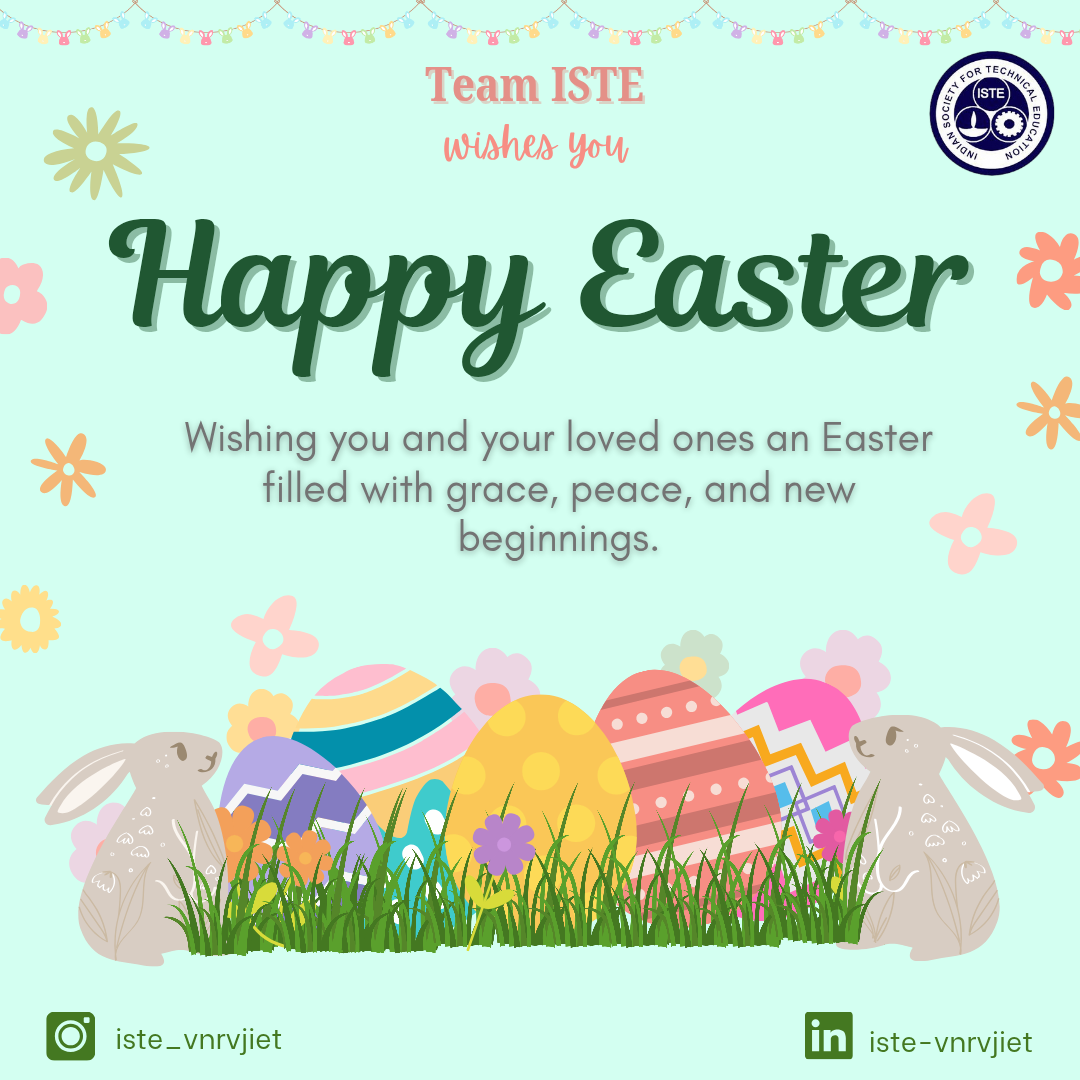 Team ISTE
wishes you
INDIAN SOCIETY FOR TECHNICAL EDUCATION
ISTE
Happy Easter
Wishing you and your loved ones an Easter
filled with grace, peace, and new
beginnings.
iste_vnrvjiet
in iste-vnrvjiet